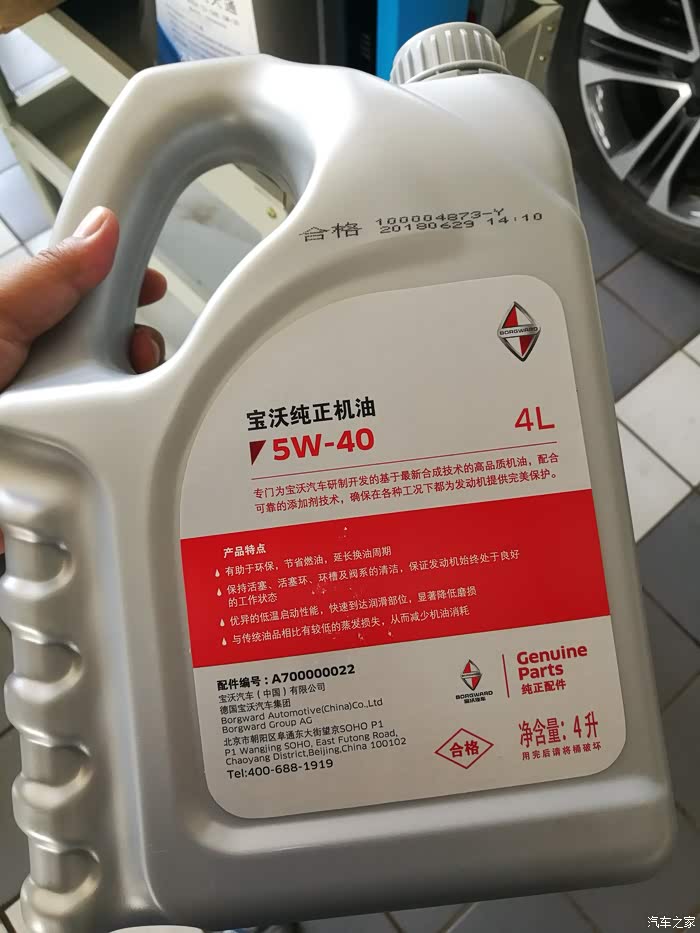 合格 100004873-Y
20180629 14:10
BORGWARD
宝沃纯正机油
5W-40
4L
专门为宝沃汽车研制开发的基于最新合成技术的高品质机油，配合
可靠的添加剂技术，确保在各种工况下都为发动机提供完美保护。
产品特点
有助于环保，节省燃油，延长换油周期
保持活塞、活塞环、环槽及阀系的清洁，保证发动机始终处于良好
的工作状态
优异的低温启动性能，快速到达润滑部位，显著降低磨损
与传统油品相比有较低的蒸发损失，从而减少机油消耗
配件编号：A700000022
宝沃汽车（中国）有限公司
德国宝沃汽车集团
Borgward Automotive(China)Co.,Ltd
Borgward Group AG
北京市朝阳区阜通东大街望京SOHO P1
P1 Wangjing SOHO, East Futong Road,
Chaoyang District,Beijing,China 100102
Tel:400-688-1919
BORGWARD
宝沃汽车
Genuine
Parts
纯正配件
合格
净含量：4升
用完后请将桶破坏
汽车之家